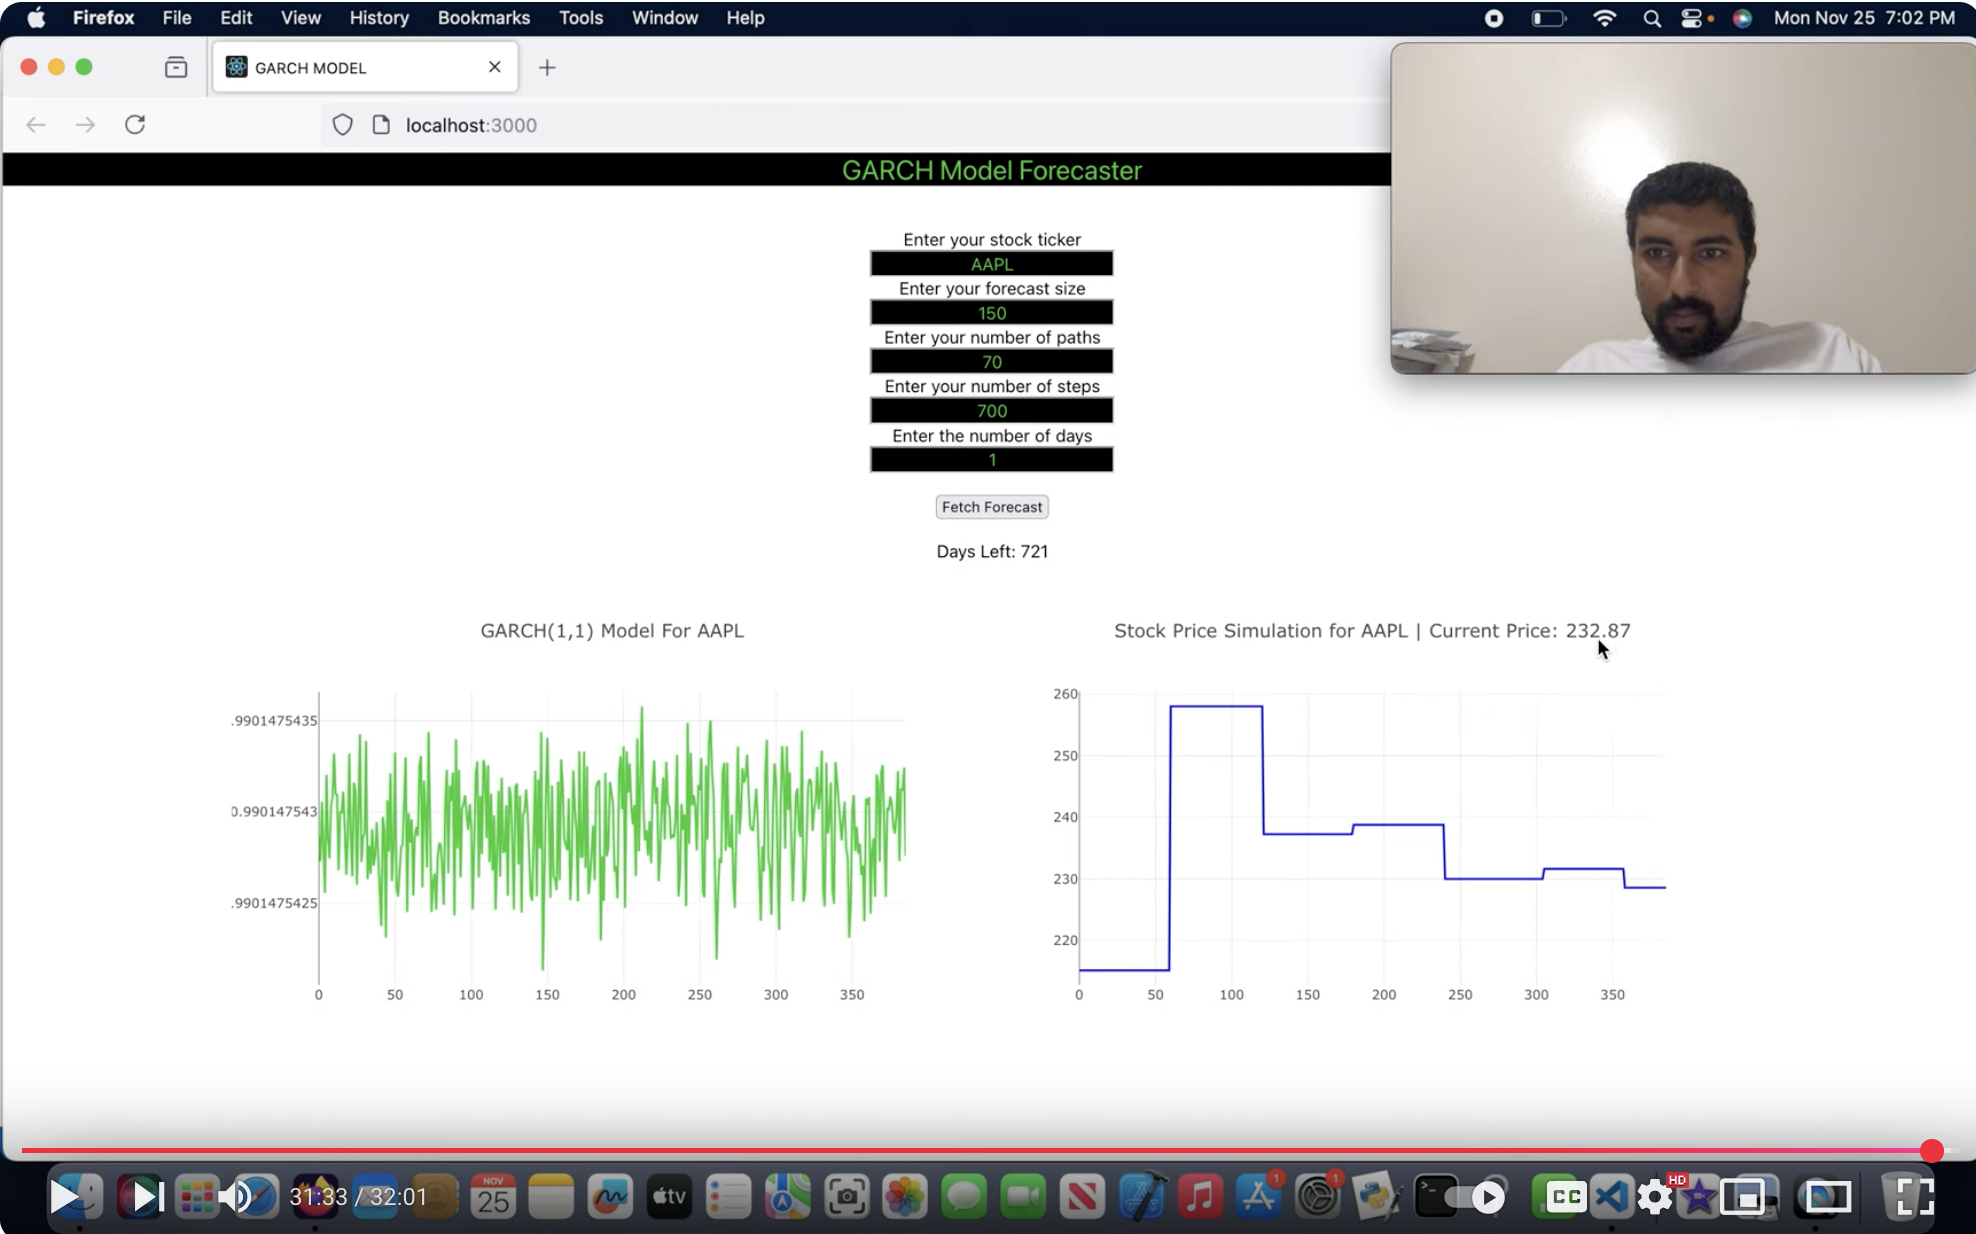 Firefox File Edit View History Bookmarks Tools Window Help Mon Nov 25 7:02 PM
GARCH MODEL
localhost:3000
GARCH Model Forecaster
Enter your stock ticker
AAPL
Enter your forecast size
150
Enter your number of paths
70
Enter your number of steps
700
Enter the number of days
1
Fetch Forecast
Days Left: 721
GARCH(1,1) Model For AAPL
.9901475435
0.990147543
.9901475425
0 50 100 150 200 250 300 350
Stock Price Simulation for AAPL | Current Price: 232.87
260
250
240
230
220
0 50 100 150 200 250 300 350
31:33 / 32:01
NOV
25
tv
1
1
CC
HD